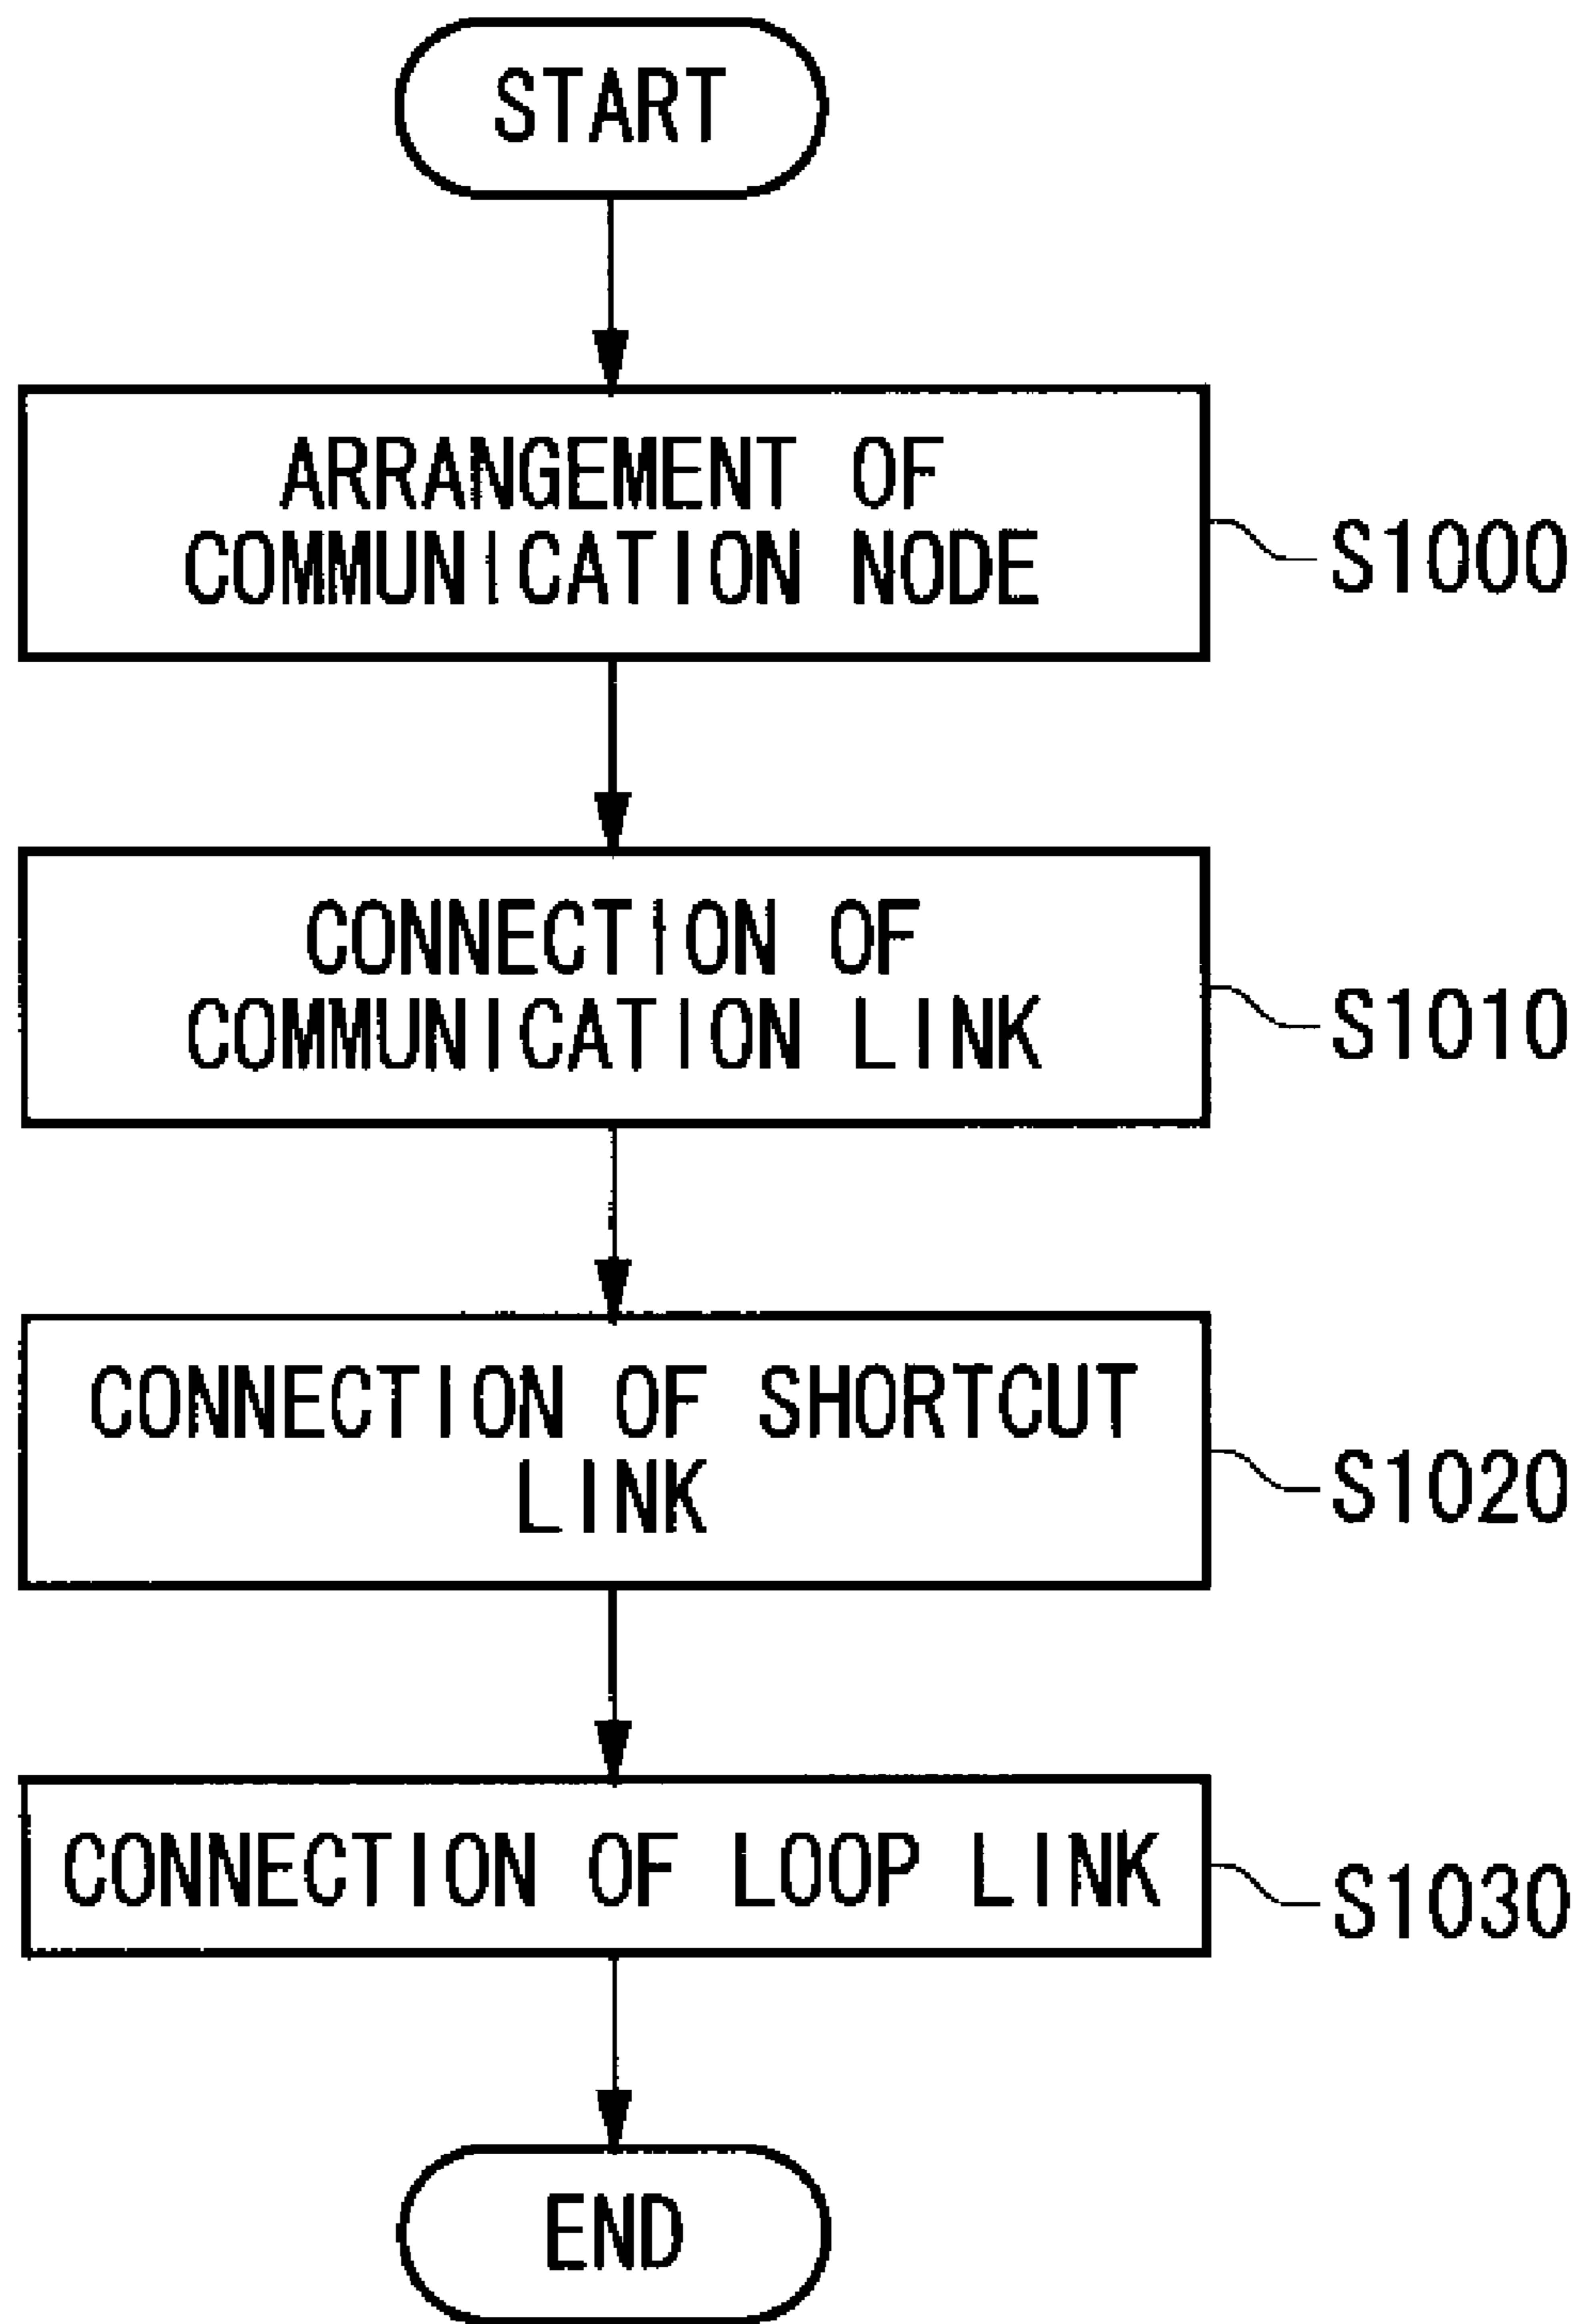 START
ARRANGEMENT OF
COMMUNICATION NODE
S1000
CONNECTION OF
COMMUNICATION LINK
S1010
CONNECTION OF SHORTCUT
LINK
S1020
CONNECTION OF LOOP LINK
S1030
END